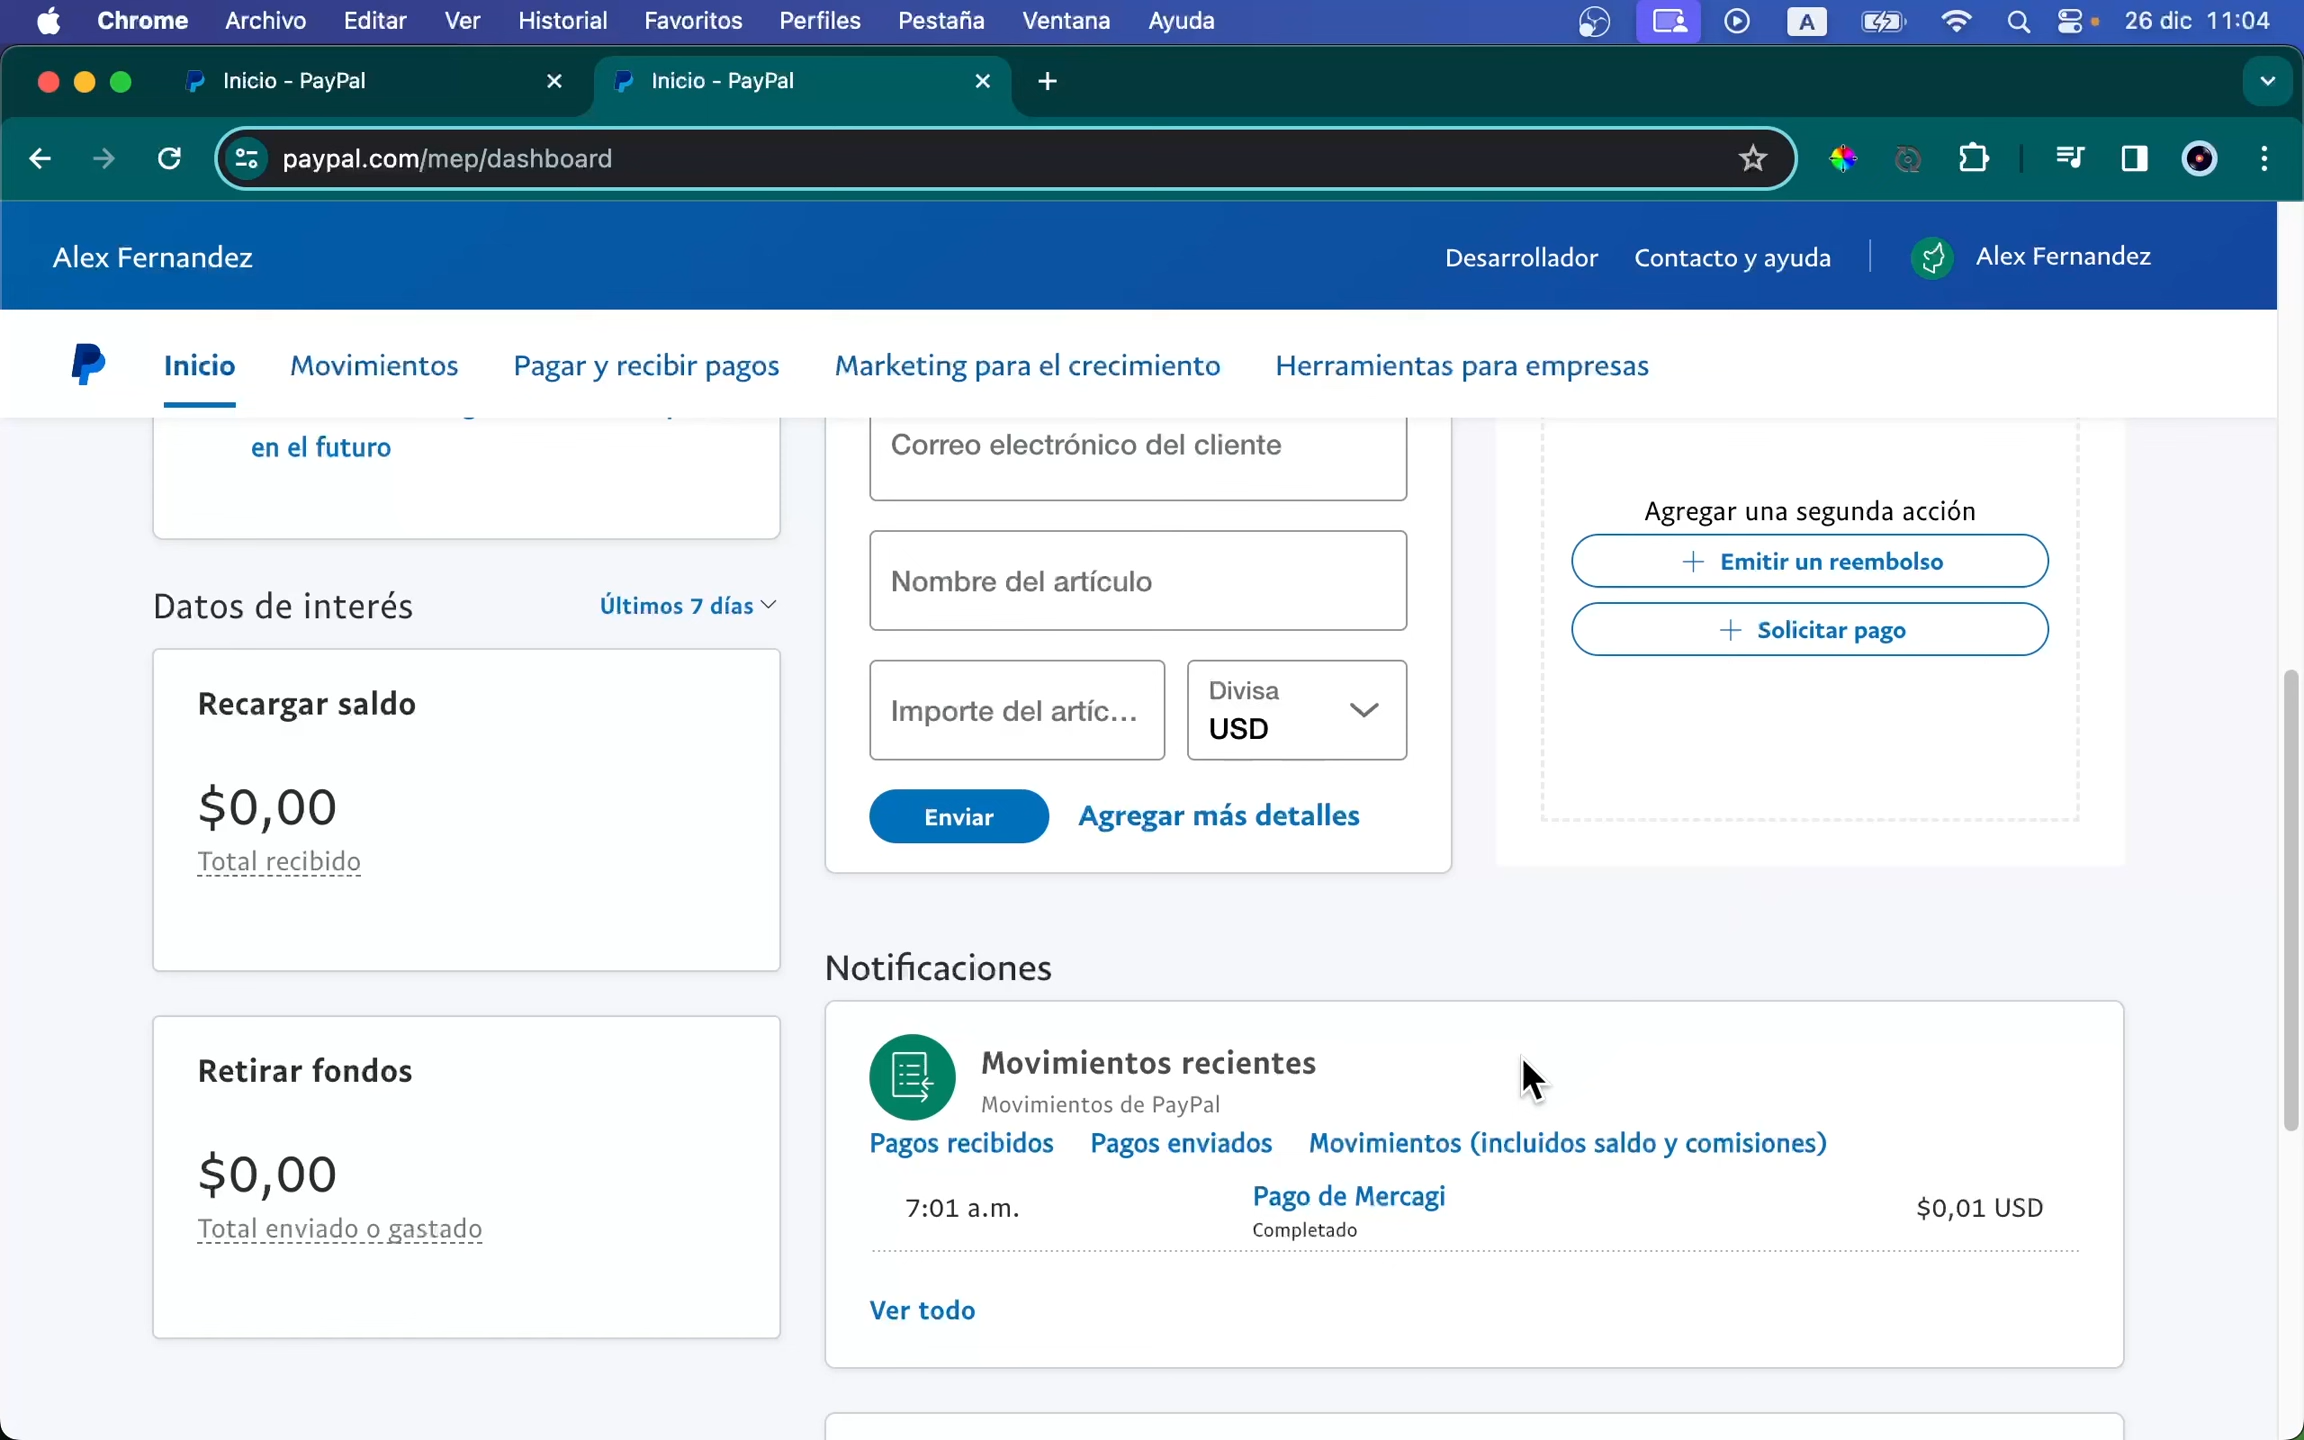 Chrome Archivo Editar Ver Historial Favoritos Perfiles Pestaña Ventana Ayuda A 26 dic 11:04
Inicio - PayPal Inicio - PayPal
paypal.com/mep/dashboard
Alex Fernandez Desarrollador Contacto y ayuda Alex Fernandez
Inicio Movimientos Pagar y recibir pagos Marketing para el crecimiento Herramientas para empresas
en el futuro
Datos de interés Últimos 7 días
Recargar saldo
$0,00
Total recibido
Retirar fondos
$0,00
Total enviado o gastado
Correo electrónico del cliente
Nombre del artículo
Importe del artíc...
Divisa
USD
Enviar Agregar más detalles
Agregar una segunda acción
+ Emitir un reembolso
+ Solicitar pago
Notificaciones
Movimientos recientes
Movimientos de PayPal
Pagos recibidos Pagos enviados Movimientos (incluidos saldo y comisiones)
7:01 a.m. Pago de Mercagi $0,01 USD
Completado
Ver todo